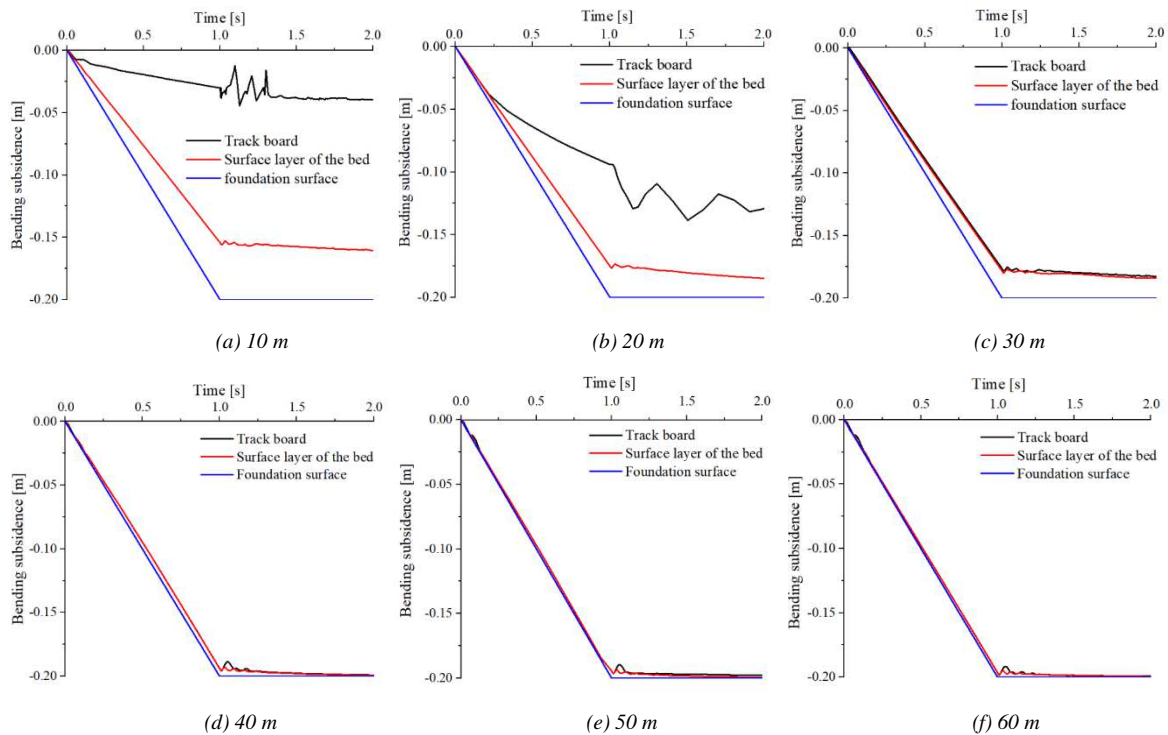 Time [s]
0.0 0.5 1.0 1.5 2.0
0.00
-0.05
-0.10
-0.15
-0.20
Bending subsidence [m]
Track board
Surface layer of the bed
foundation surface
(a) 10 m
Time [s]
0.0 0.5 1.0 1.5 2.0
0.00
-0.05
-0.10
-0.15
-0.20
Bending subsidence [m]
Track board
Surface layer of the bed
foundation surface
(b) 20 m
Time [s]
0.0 0.5 1.0 1.5 2.0
0.00
-0.05
-0.10
-0.15
-0.20
Bending subsidence [m]
Track board
Surface layer of the bed
foundation surface
(c) 30 m
Time [s]
0.0 0.5 1.0 1.5 2.0
0.00
-0.05
-0.10
-0.15
-0.20
Bending subsidence [m]
Track board
Surface layer of the bed
Foundation surface
(d) 40 m
Time [s]
0.0 0.5 1.0 1.5 2.0
0.00
-0.05
-0.10
-0.15
-0.20
Bending subsidence [m]
Track board
Surface layer of the bed
Foundation surface
(e) 50 m
Time [s]
0.0 0.5 1.0 1.5 2.0
0.00
-0.05
-0.10
-0.15
-0.20
Bending subsidence [m]
Track board
Surface layer of the bed
Foundation surface
(f) 60 m